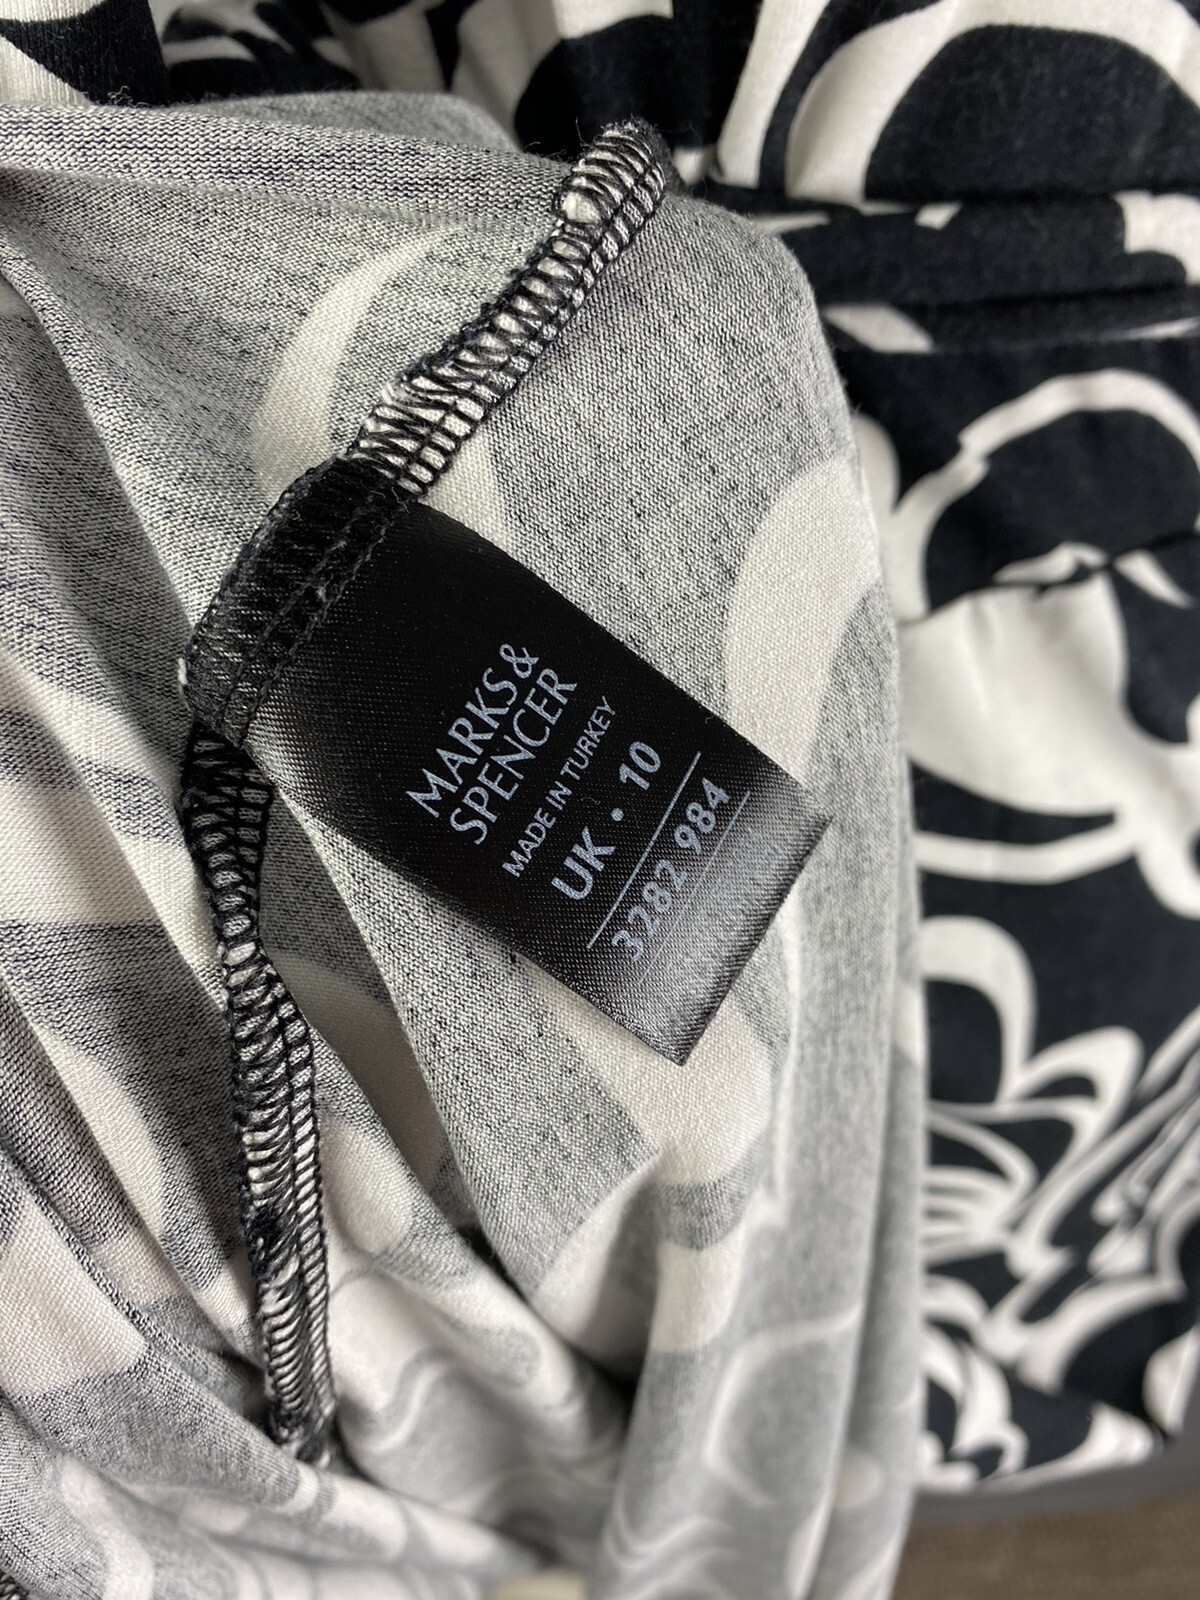 MARKS &
SPENCER
MADE IN TURKEY
UK • 10
3282 984